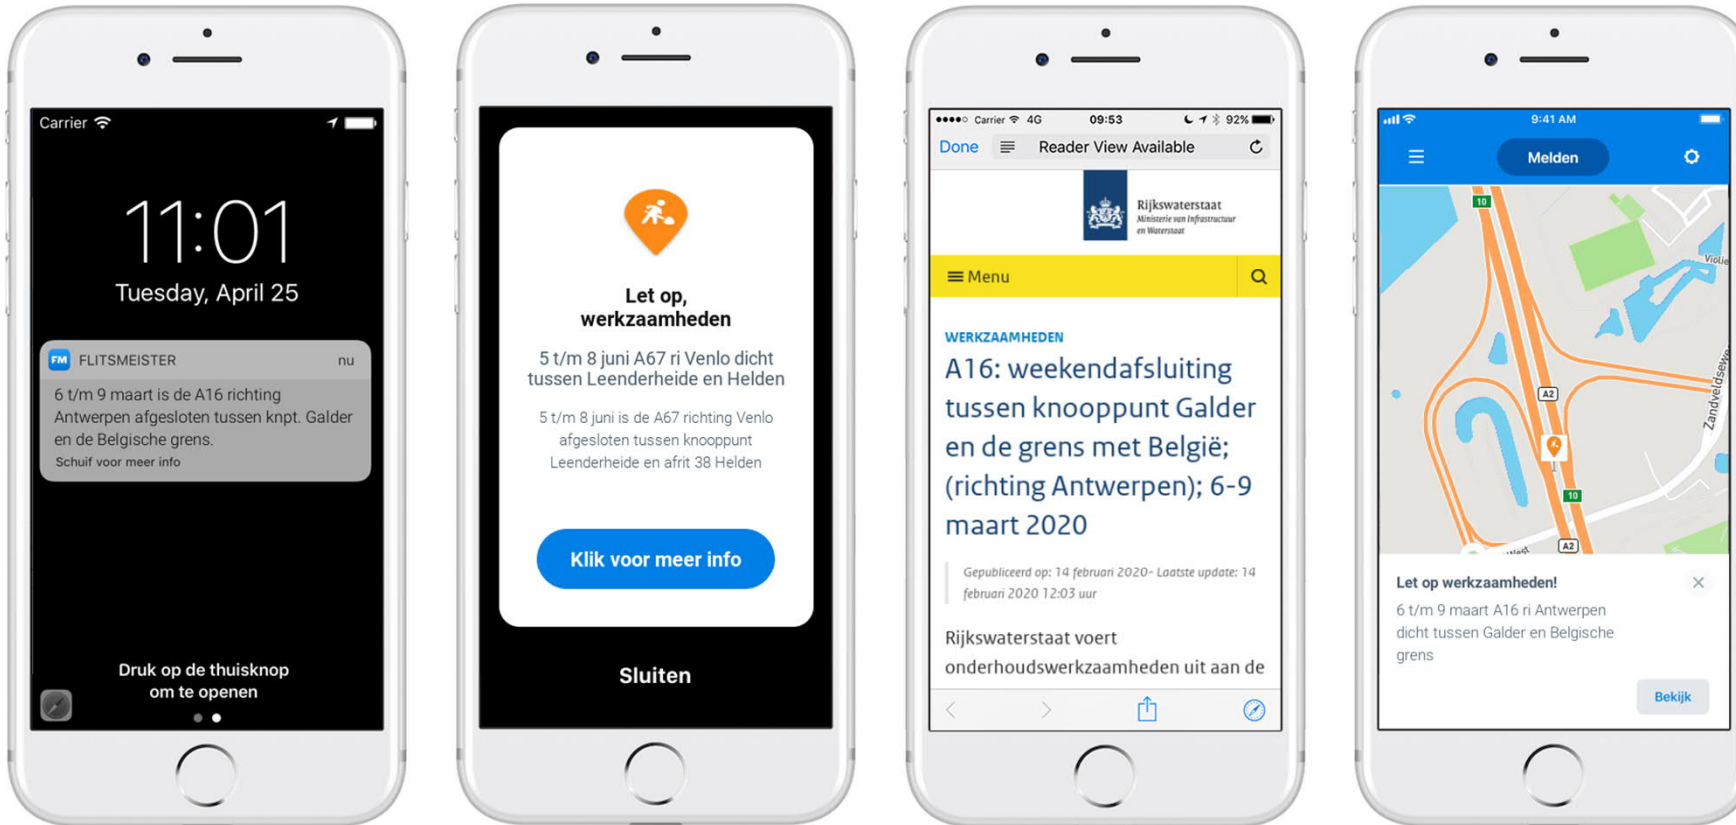 Carrier
11:01
Tuesday, April 25
FM FLITSMEISTER nu
6 t/m 9 maart is de A16 richting
Antwerpen afgesloten tussen knpt. Galder
en de Belgische grens.
Schuif voor meer info
Druk op de thuisknop
om te openen
Let op,
werkzaamheden
5 t/m 8 juni A67 ri Venlo dicht
tussen Leenderheide en Helden
5 t/m 8 juni is de A67 richting Venlo
afgesloten tussen knooppunt
Leenderheide en afrit 38 Helden
Klik voor meer info
Sluiten
Carrier 4G 09:53 92%
Done Reader View Available
Rijkswaterstaat
Ministerie van Infrastructuur
en Waterstaat
Menu
WERKZAAMHEDEN
A16: weekendafsluiting
tussen knooppunt Galder
en de grens met België;
(richting Antwerpen); 6-9
maart 2020
Gepubliceerd op: 14 februari 2020- Laatste update: 14
februari 2020 12:03 uur
Rijkswaterstaat voert
onderhoudswerkzaamheden uit aan de
9:41 AM
Melden
10
Violie
A2
Zandveldsewe
10
West
A2
Let op werkzaamheden!
6 t/m 9 maart A16 ri Antwerpen
dicht tussen Galder en Belgische
grens
Bekijk